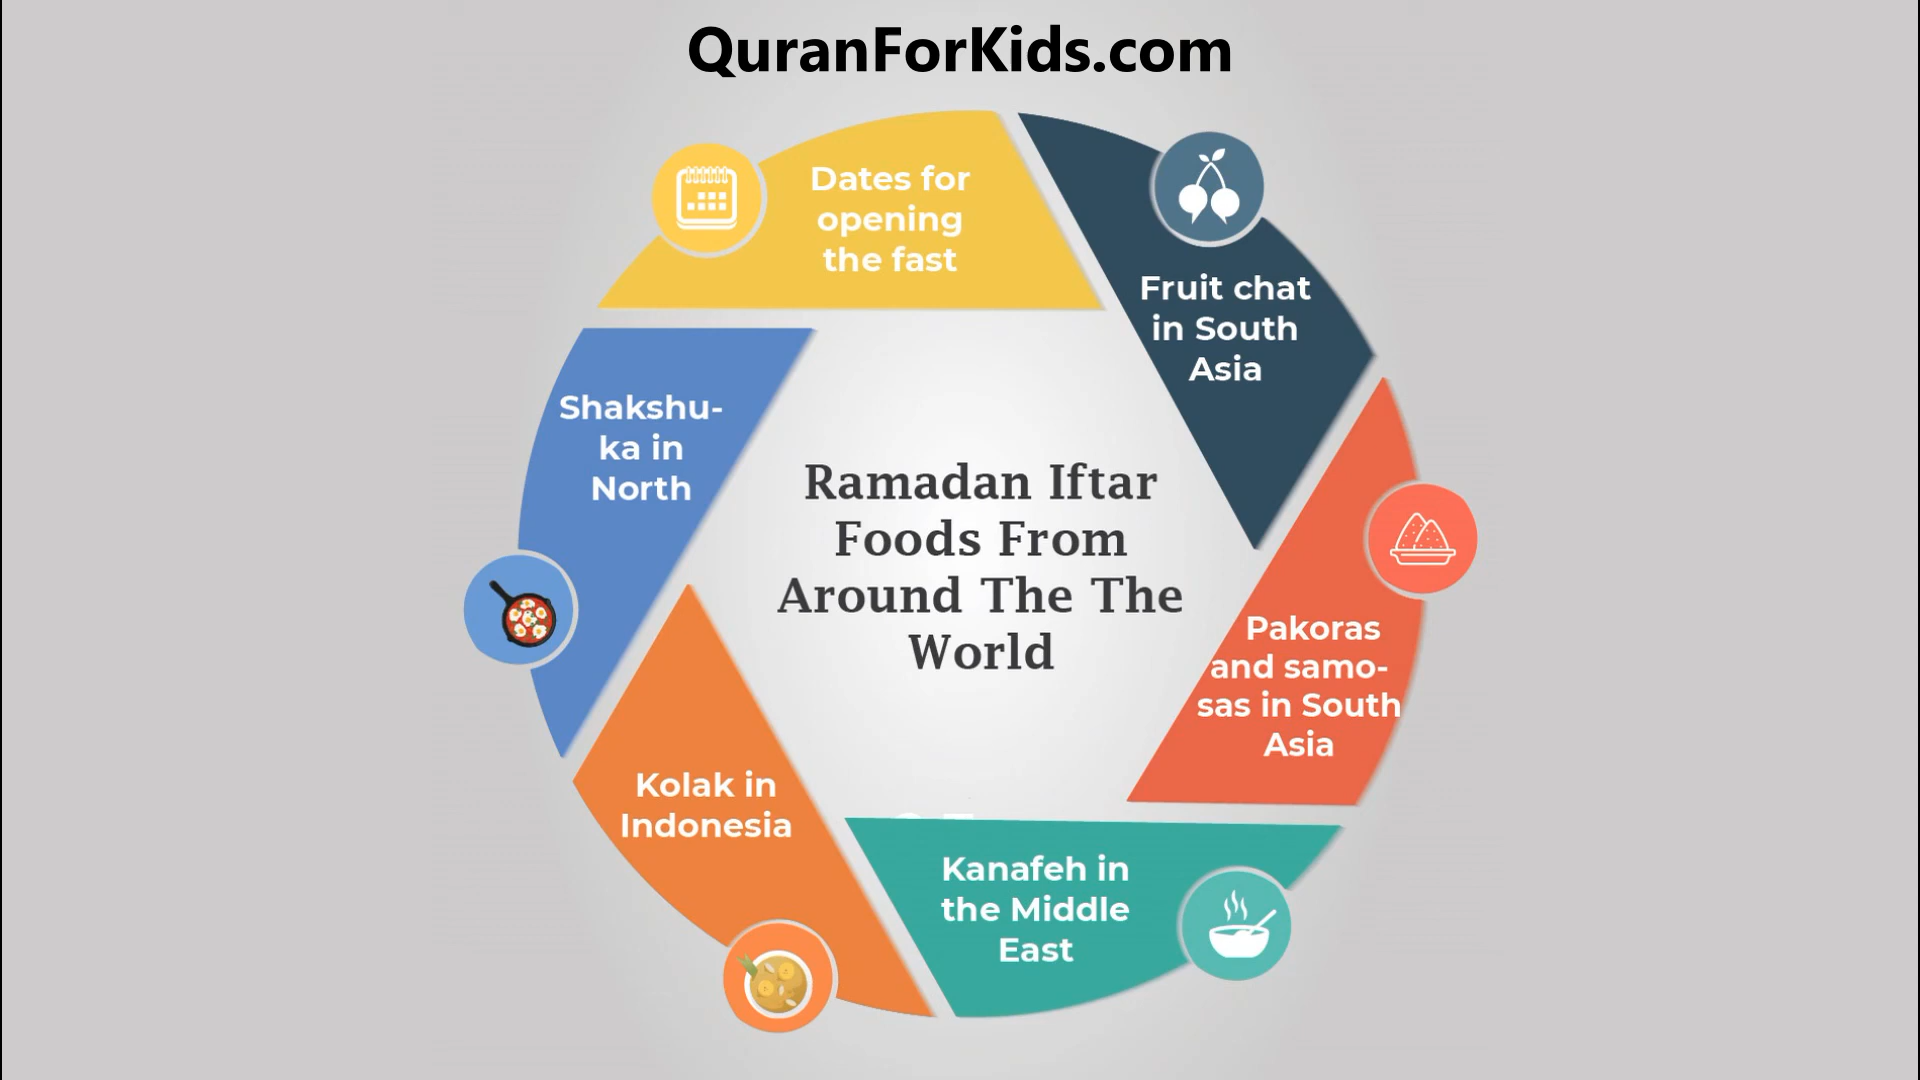 QuranForKids.com
Dates for
opening
the fast
Fruit chat
in South
Asia
Pakoras
and samo-
sas in South
Asia
Kanafeh in
the Middle
East
Kolak in
Indonesia
Shakshu-
ka in
North
Ramadan Iftar
Foods From
Around The The
World